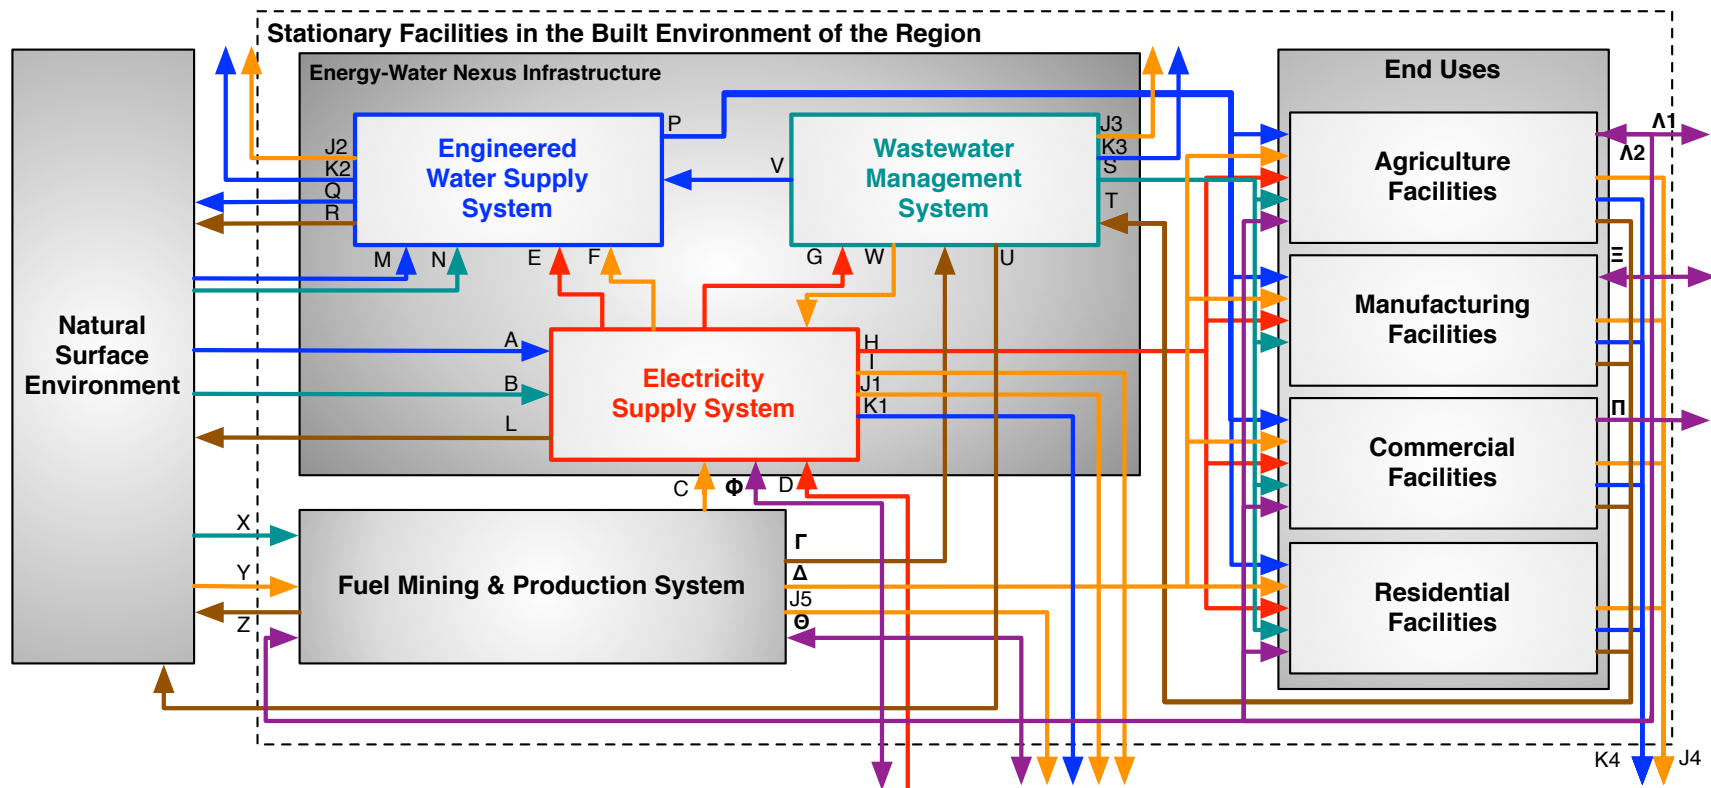 Stationary Facilities in the Built Environment of the Region
Energy-Water Nexus Infrastructure
End Uses
Natural
Surface
Environment
Engineered
Water Supply
System
Wastewater
Management
System
Electricity
Supply System
Fuel Mining & Production System
Agriculture
Facilities
Manufacturing
Facilities
Commercial
Facilities
Residential
Facilities
J2
K2
Q
R
P
V
J3
K3
S
T
M
N
E
F
G
W
U
A
B
L
H
I
J1
K1
C
Φ
D
X
Y
Z
Γ
Δ
J5
Θ
Λ1
Λ2
Ξ
Π
K4
J4